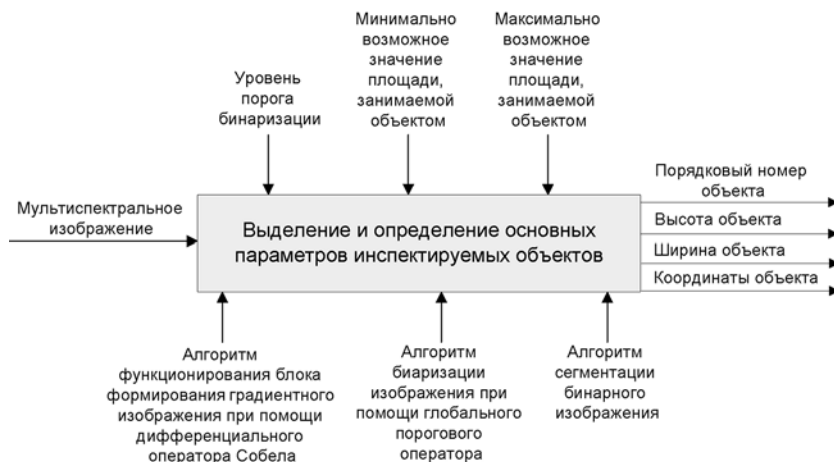 Уровень
порога
бинаризации
Минимально
возможное
значение
площади,
занимаемой
объектом
Максимально
возможное
значение
площади,
занимаемой
объектом
Мультиспектральное
изображение
Выделение и определение основных
параметров инспектируемых объектов
Порядковый номер
объекта
Высота объекта
Ширина объекта
Координаты объекта
Алгоритм
функционирования блока
формирования градиентного
изображения при помощи
дифференциального
оператора Собела
Алгоритм
биаризации
изображения при
помощи глобального
порогового
оператора
Алгоритм
сегментации
бинарного
изображения